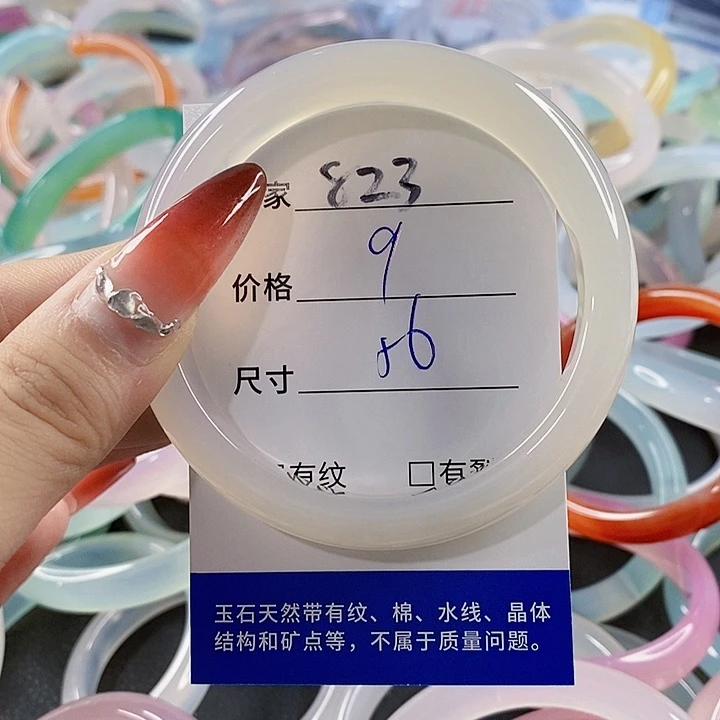 家 823
价格 9
尺寸 56
有纹 □有裂
玉石天然带有纹、棉、水线、晶体
结构和矿点等，不属于质量问题。